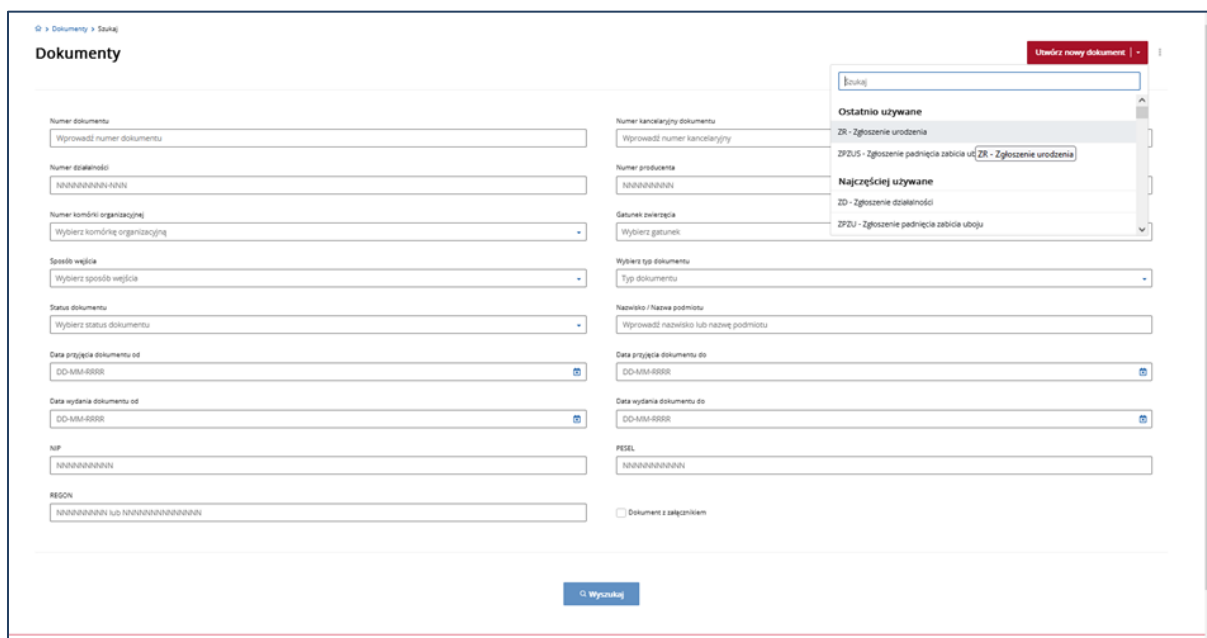 Dokumenty > Szukaj
Dokumenty
Utwórz nowy dokument
Szukaj
Ostatnio używane
ZR - Zgłoszenie urodzenia
ZPZUS - Zgłoszenie padnięcia zabicia ub
ZR - Zgłoszenie urodzenia
Najczęściej używane
ZD - Zgłoszenie działalności
ZPZU - Zgłoszenie padnięcia zabicia uboju
Numer dokumentu
Numer kancelaryjny dokumentu
Wprowadź numer dokumentu
Wprowadź numer kancelaryjny
Numer działalności
Numer producenta
NNNNNNNNN-NNN
NNNNNNNNN
Numer komórki organizacyjnej
Gatunek zwierzęcia
Wybierz komórkę organizacyjną
Wybierz gatunek
Sposób wejścia
Wybierz typ dokumentu
Wybierz sposób wejścia
Typ dokumentu
Status dokumentu
Nazwisko / Nazwa podmiotu
Wybierz status dokumentu
Wprowadź nazwisko lub nazwę podmiotu
Data przyjęcia dokumentu od
Data przyjęcia dokumentu do
DD-MM-RRRR
DD-MM-RRRR
Data wydania dokumentu od
Data wydania dokumentu do
DD-MM-RRRR
DD-MM-RRRR
NIP
PESEL
NNNNNNNNNN
NNNNNNNNNNN
REGON
NNNNNNNNN lub NNNNNNNNNNNNNN
Dokument z załącznikiem
Wyszukaj